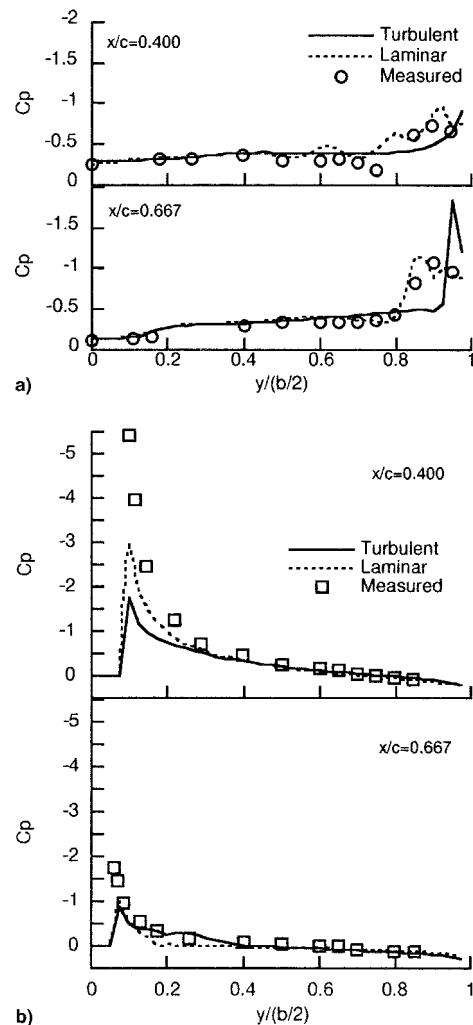 -2
x/c=0.400
Turbulent
-1.5
Laminar
Cp
-1
Measured
-0.5
0
x/c=0.667
-1.5
Cp
-1
-0.5
0
0 0.2 0.4 0.6 0.8 1
a)
y/(b/2)
-5
x/c=0.400
-4
Turbulent
Cp
-3
Laminar
Measured
-2
-1
0
-5
x/c=0.667
-4
Cp
-3
-2
-1
0
0 0.2 0.4 0.6 0.8 1
b)
y/(b/2)